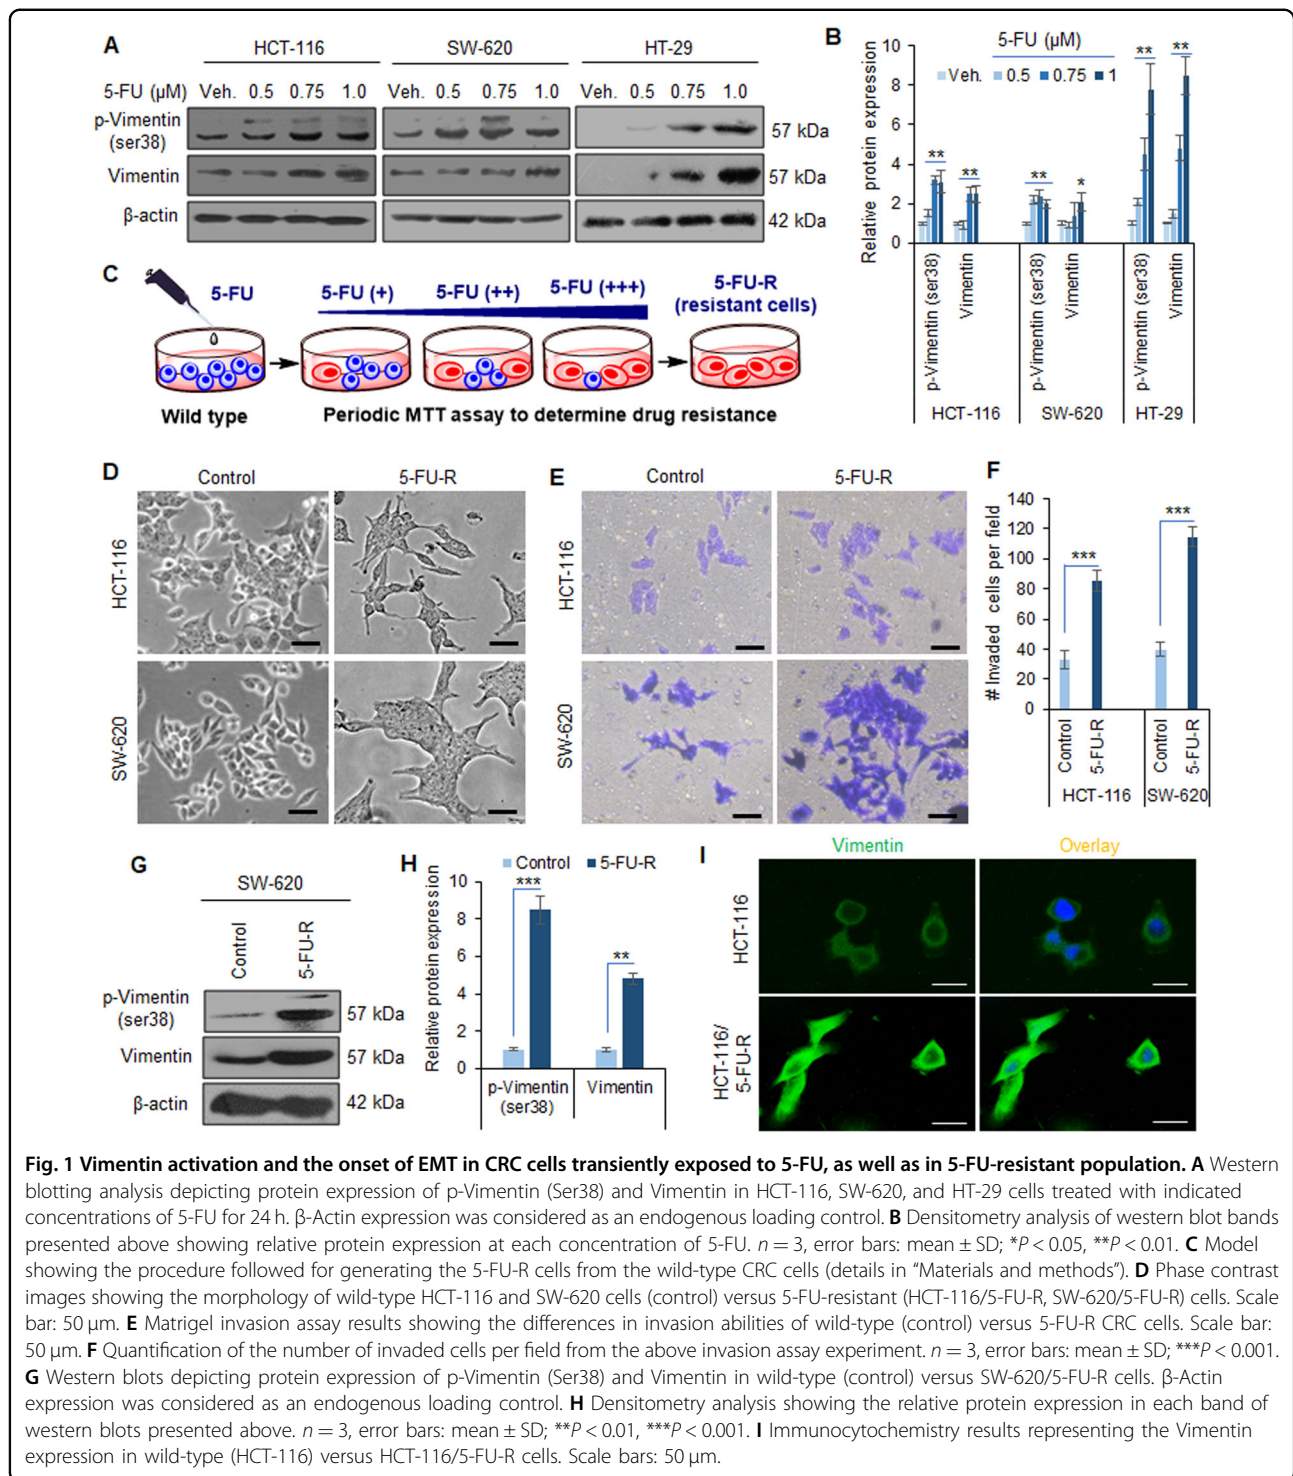 A
HCT-116 SW-620 HT-29
5-FU (µM) Veh. 0.5 0.75 1.0 Veh. 0.5 0.75 1.0 Veh. 0.5 0.75 1.0
p-Vimentin
(ser38)
57 kDa
Vimentin
57 kDa
β-actin
42 kDa
B
5-FU (µM)
Veh. 0.5 0.75 1
Relative protein expression
10
8
6
4
2
0
** ** ** * ** **
p-Vimentin (ser38) Vimentin p-Vimentin (ser38) Vimentin p-Vimentin (ser38) Vimentin
HCT-116 SW-620 HT-29
C
5-FU 5-FU (+) 5-FU (++) 5-FU (+++) 5-FU-R
(resistant cells)
Wild type Periodic MTT assay to determine drug resistance
D
Control 5-FU-R
HCT-116
SW-620
E
Control 5-FU-R
HCT-116
SW-620
F
# Invaded cells per field
140
120
100
80
60
40
20
0
*** ***
Control 5-FU-R Control 5-FU-R
HCT-116 SW-620
G
SW-620
Control 5-FU-R
p-Vimentin
(ser38)
57 kDa
Vimentin
57 kDa
β-actin
42 kDa
H
Control 5-FU-R
Relative protein expression
10
8
6
4
2
0
*** **
p-Vimentin
(ser38)
Vimentin
I
Vimentin Overlay
HCT-116
HCT-116/
5-FU-R
Fig. 1 Vimentin activation and the onset of EMT in CRC cells transiently exposed to 5-FU, as well as in 5-FU-resistant population. A Western
blotting analysis depicting protein expression of p-Vimentin (Ser38) and Vimentin in HCT-116, SW-620, and HT-29 cells treated with indicated
concentrations of 5-FU for 24 h. β-Actin expression was considered as an endogenous loading control. B Densitometry analysis of western blot bands
presented above showing relative protein expression at each concentration of 5-FU. n = 3, error bars: mean ± SD; *P < 0.05, **P < 0.01. C Model
showing the procedure followed for generating the 5-FU-R cells from the wild-type CRC cells (details in “Materials and methods”). D Phase contrast
images showing the morphology of wild-type HCT-116 and SW-620 cells (control) versus 5-FU-resistant (HCT-116/5-FU-R, SW-620/5-FU-R) cells. Scale
bar: 50 µm. E Matrigel invasion assay results showing the differences in invasion abilities of wild-type (control) versus 5-FU-R CRC cells. Scale bar:
50 µm. F Quantification of the number of invaded cells per field from the above invasion assay experiment. n = 3, error bars: mean ± SD; ***P < 0.001.
G Western blots depicting protein expression of p-Vimentin (Ser38) and Vimentin in wild-type (control) versus SW-620/5-FU-R cells. β-Actin
expression was considered as an endogenous loading control. H Densitometry analysis showing the relative protein expression in each band of
western blots presented above. n = 3, error bars: mean ± SD; **P < 0.01, ***P < 0.001. I Immunocytochemistry results representing the Vimentin
expression in wild-type (HCT-116) versus HCT-116/5-FU-R cells. Scale bars: 50 µm.